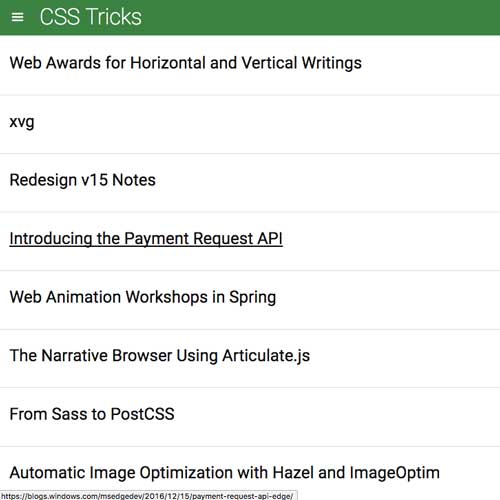 CSS Tricks
Web Awards for Horizontal and Vertical Writings
xvg
Redesign v15 Notes
Introducing the Payment Request API
Web Animation Workshops in Spring
The Narrative Browser Using Articulate.js
From Sass to PostCSS
Automatic Image Optimization with Hazel and ImageOptim
https://blogs.windows.com/msedgedev/2016/12/15/payment-request-api-edge/